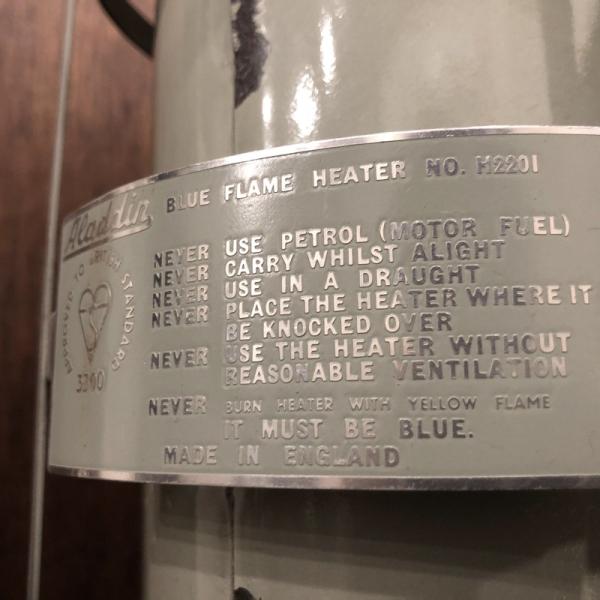 Aladdin
BLUE FLAME HEATER NO. H2201
NEVER USE PETROL (MOTOR FUEL)
NEVER CARRY WHILST ALIGHT
NEVER USE IN A DRAUGHT
NEVER PLACE THE HEATER WHERE IT
BE KNOCKED OVER
NEVER USE THE HEATER WITHOUT
REASONABLE VENTILATION
NEVER BURN HEATER WITH YELLOW FLAME
IT MUST BE BLUE.
MADE IN ENGLAND
TO BRITISH STANDARD
3300